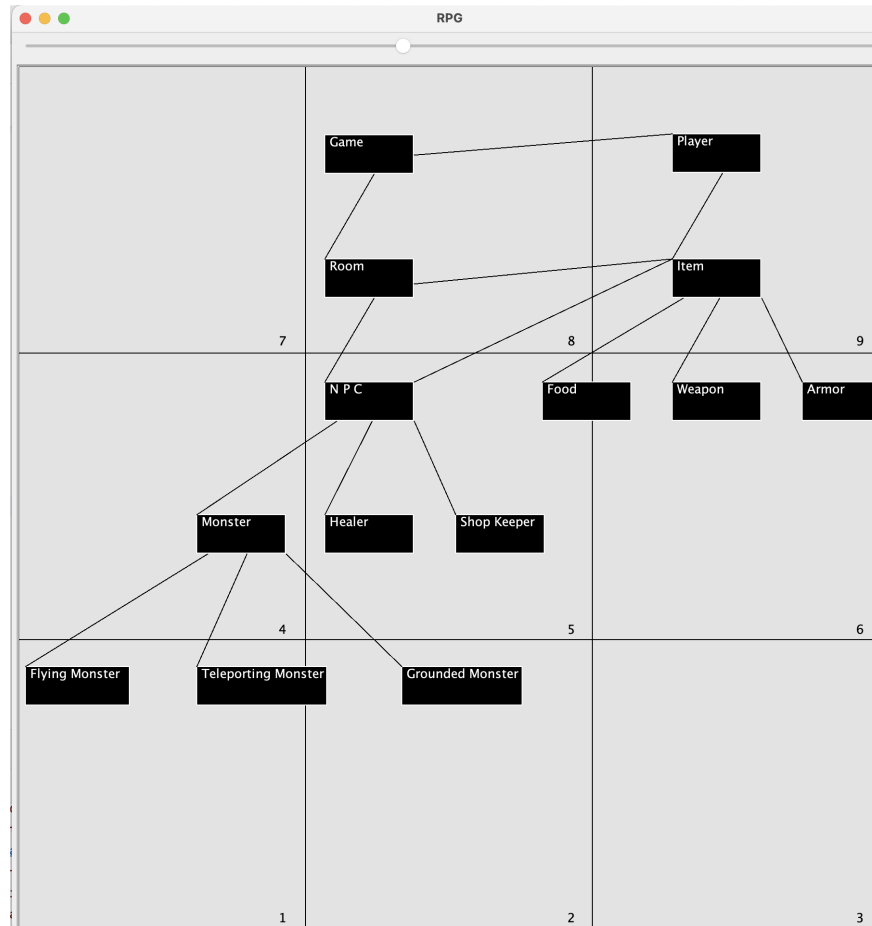 RPG
Game
Player
Room
Item
7
8
9
N P C
Food
Weapon
Armor
Monster
Healer
Shop Keeper
4
5
6
Flying Monster
Teleporting Monster
Grounded Monster
1
2
3